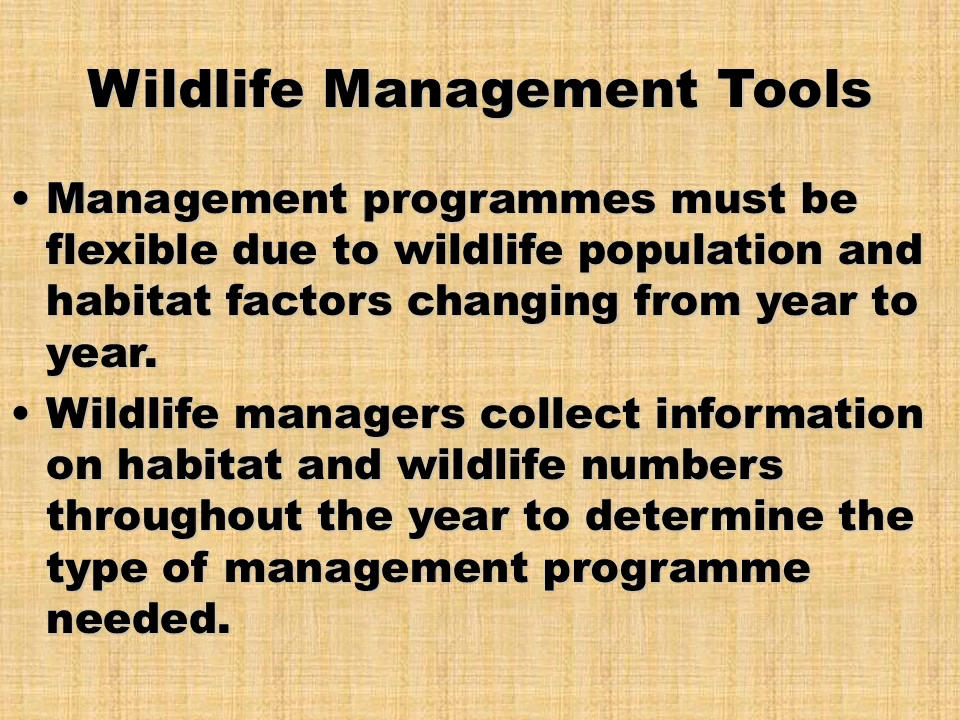 Wildlife Management Tools
• Management programmes must be
flexible due to wildlife population and
habitat factors changing from year to
year.
• Wildlife managers collect information
on habitat and wildlife numbers
throughout the year to determine the
type of management programme
needed.